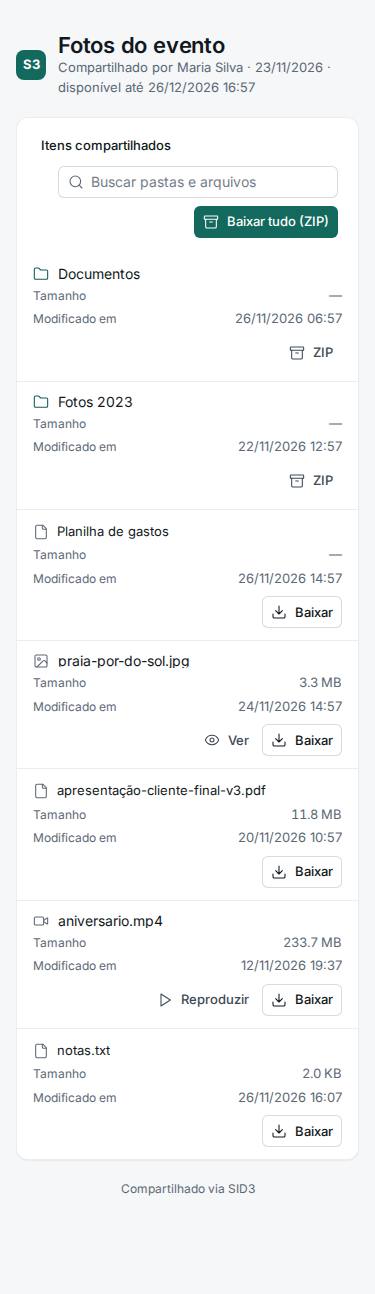 S3
Fotos do evento
Compartilhado por Maria Silva · 23/11/2026 ·
disponível até 26/12/2026 16:57
Itens compartilhados
Buscar pastas e arquivos
Baixar tudo (ZIP)
Documentos
Tamanho —
Modificado em 26/11/2026 06:57
ZIP
Fotos 2023
Tamanho —
Modificado em 22/11/2026 12:57
ZIP
Planilha de gastos
Tamanho —
Modificado em 26/11/2026 14:57
Baixar
praia-por-do-sol.jpg
Tamanho 3.3 MB
Modificado em 24/11/2026 14:57
Ver Baixar
apresentação-cliente-final-v3.pdf
Tamanho 11.8 MB
Modificado em 20/11/2026 10:57
Baixar
aniversario.mp4
Tamanho 233.7 MB
Modificado em 12/11/2026 19:37
Reproduzir Baixar
notas.txt
Tamanho 2.0 KB
Modificado em 26/11/2026 16:07
Baixar
Compartilhado via SID3